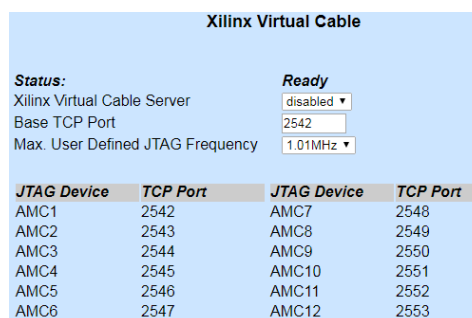 Xilinx Virtual Cable
Status: Ready
Xilinx Virtual Cable Server disabled
Base TCP Port 2542
Max. User Defined JTAG Frequency 1.01MHz
JTAG Device TCP Port JTAG Device TCP Port
AMC1 2542 AMC7 2548
AMC2 2543 AMC8 2549
AMC3 2544 AMC9 2550
AMC4 2545 AMC10 2551
AMC5 2546 AMC11 2552
AMC6 2547 AMC12 2553